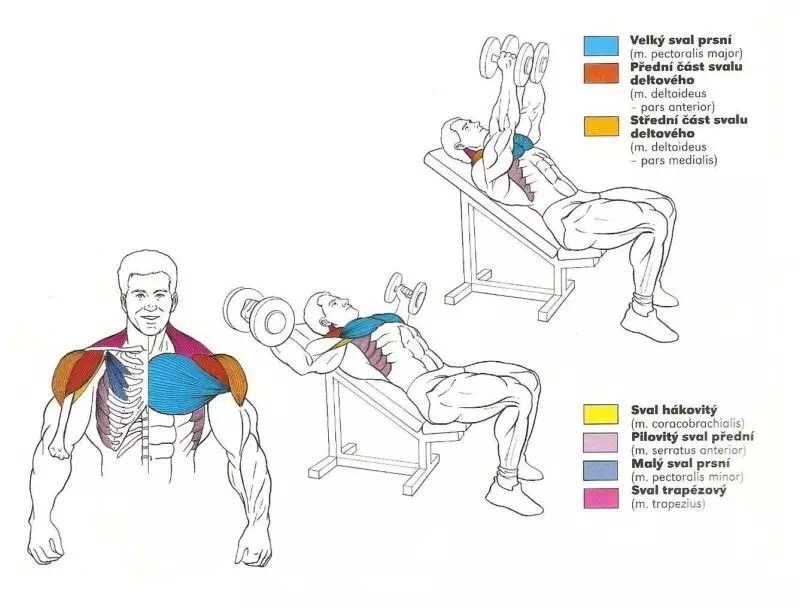 Velký sval prsní
(m. pectoralis major)
Přední část svalu
deltového
(m. deltoideus
– pars anterior)
Střední část svalu
deltového
(m. deltoideus
– pars medialis)
Sval hákovitý
(m. coracobrachialis)
Pilovitý sval přední
(m. serratus anterior)
Malý sval prsní
(m. pectoralis minor)
Sval trapézový
(m. trapezius)